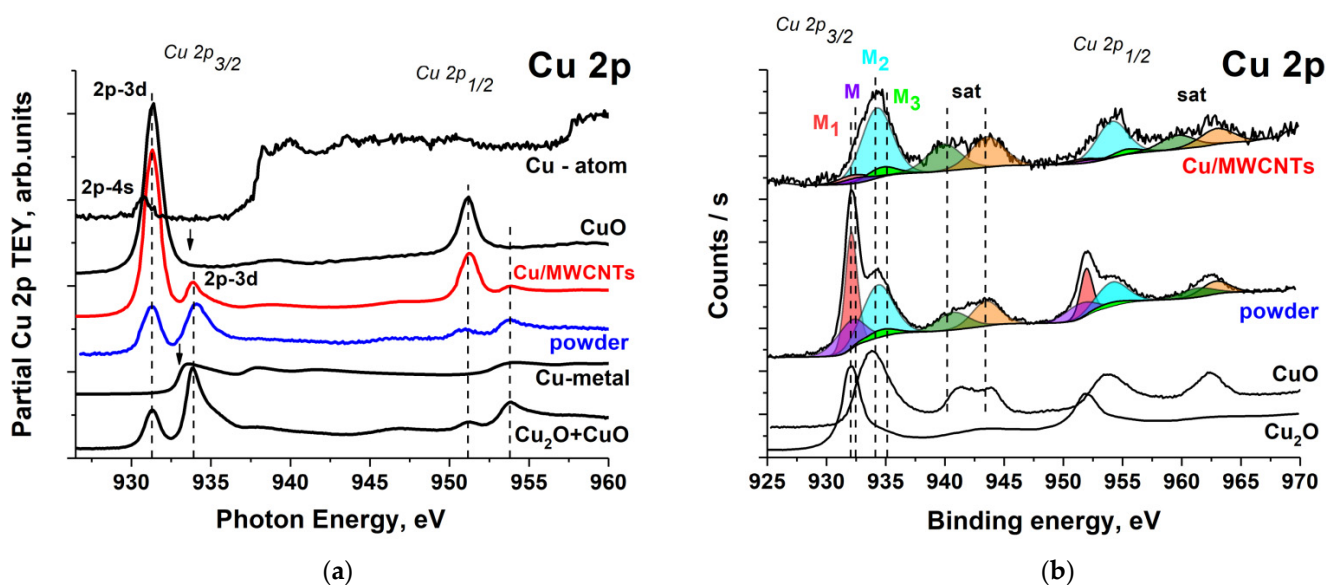 Cu 2p3/2
Cu 2p1/2
Cu 2p
2p-3d
2p-4s
Cu - atom
CuO
Cu/MWCNTs
2p-3d
powder
Cu-metal
Cu2O+CuO
Partial Cu 2p TEY, arb.units
930 935 940 945 950 955 960
Photon Energy, eV
(a)
Cu 2p3/2
Cu 2p1/2
Cu 2p
M2
M
sat
M3
sat
M1
Cu/MWCNTs
powder
CuO
Cu2O
Counts / s
925 930 935 940 945 950 955 960 965 970
Binding energy, eV
(b)